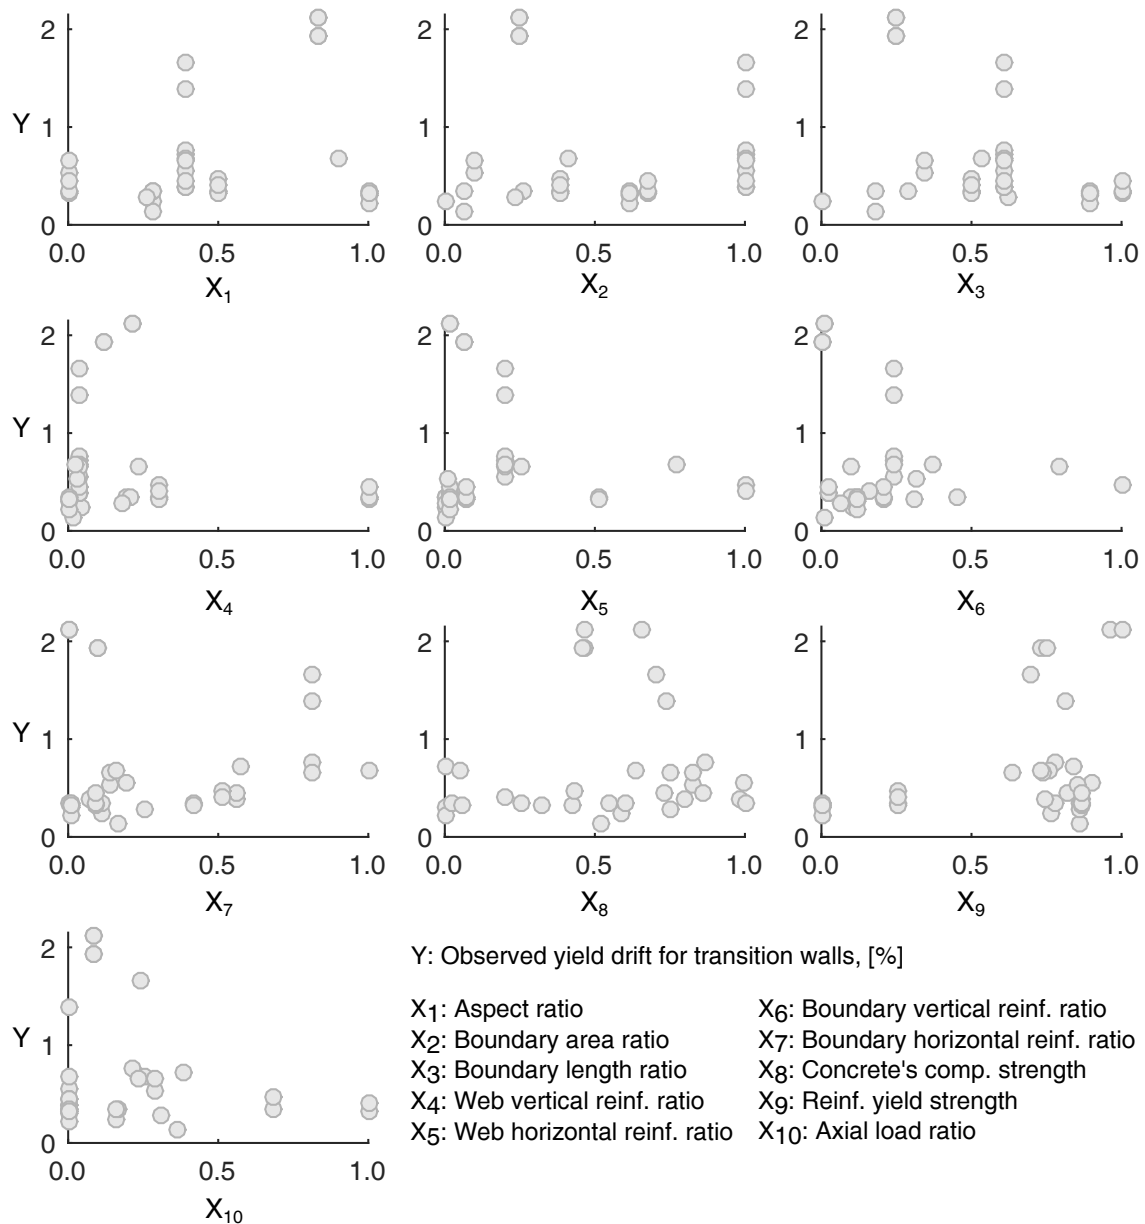 2 2 2
Y 1 1 1
0 0 0
0.0 0.5 1.0 0.0 0.5 1.0 0.0 0.5 1.0
X1 X2 X3
2 2 2
Y 1 1 1
0 0 0
0.0 0.5 1.0 0.0 0.5 1.0 0.0 0.5 1.0
X4 X5 X6
2 2 2
Y 1 1 1
0 0 0
0.0 0.5 1.0 0.0 0.5 1.0 0.0 0.5 1.0
X7 X8 X9
2
Y 1
0
0.0 0.5 1.0
X10
Y: Observed yield drift for transition walls, [%]
X1: Aspect ratio
X2: Boundary area ratio
X3: Boundary length ratio
X4: Web vertical reinf. ratio
X5: Web horizontal reinf. ratio
X6: Boundary vertical reinf. ratio
X7: Boundary horizontal reinf. ratio
X8: Concrete's comp. strength
X9: Reinf. yield strength
X10: Axial load ratio